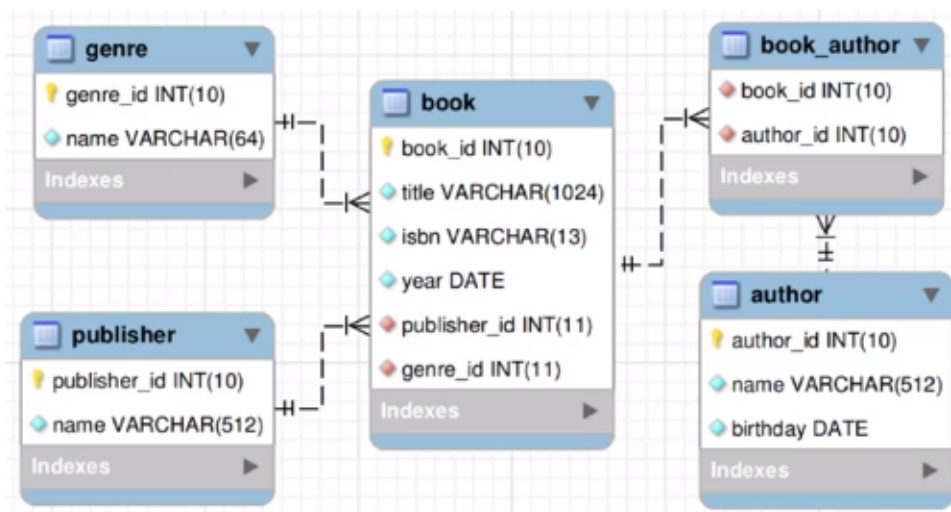 genre
genre_id INT(10)
name VARCHAR(64)
Indexes
publisher
publisher_id INT(10)
name VARCHAR(512)
Indexes
book
book_id INT(10)
title VARCHAR(1024)
isbn VARCHAR(13)
year DATE
publisher_id INT(11)
genre_id INT(11)
Indexes
book_author
book_id INT(10)
author_id INT(10)
Indexes
author
author_id INT(10)
name VARCHAR(512)
birthday DATE
Indexes